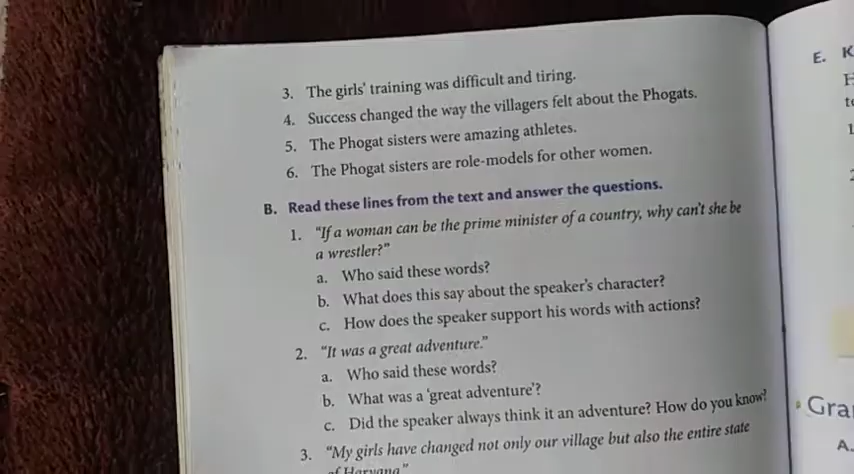 3. The girls' training was difficult and tiring.
4. Success changed the way the villagers felt about the Phogats.
5. The Phogat sisters were amazing athletes.
6. The Phogat sisters are role-models for other women.
B. Read these lines from the text and answer the questions.
1. "If a woman can be the prime minister of a country, why can't she be
a wrestler?"
a. Who said these words?
b. What does this say about the speaker's character?
c. How does the speaker support his words with actions?
2. "It was a great adventure."
a. Who said these words?
b. What was a 'great adventure'?
c. Did the speaker always think it an adventure? How do you know?
3. "My girls have changed not only our village but also the entire state
of Haryana."
E. K
A.